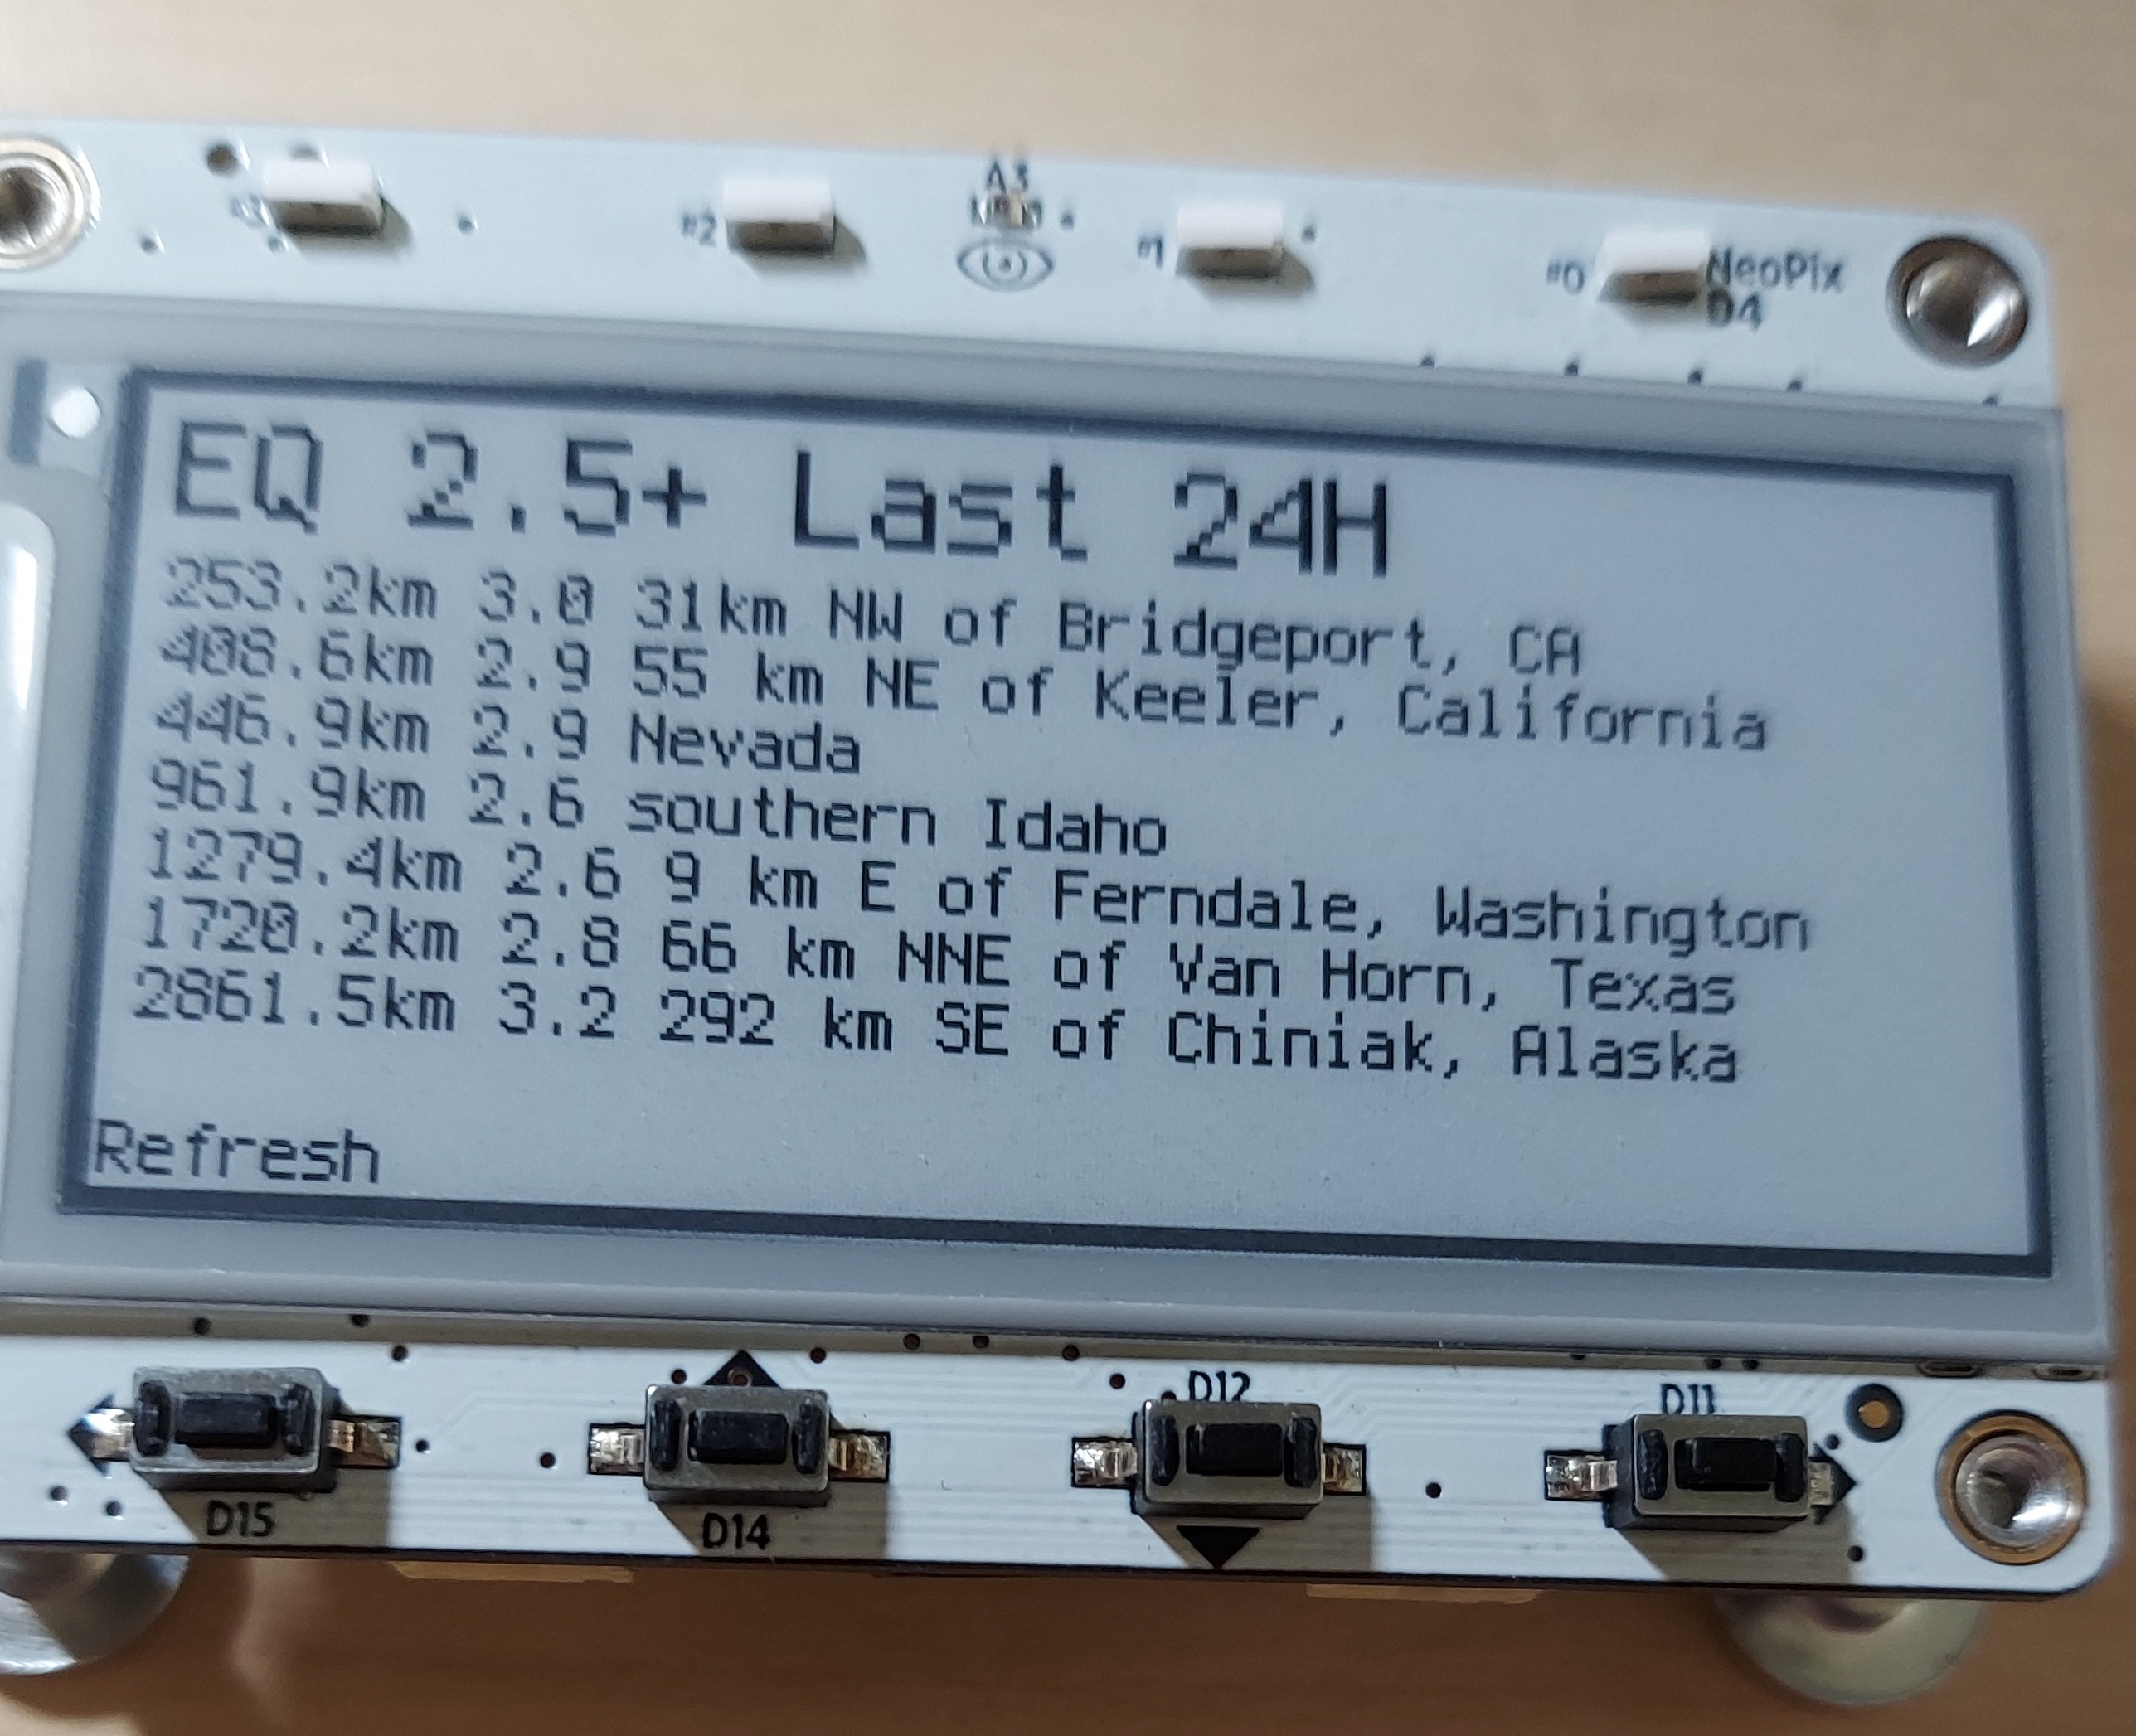 A3
#3 #2 #1 #0 NeoPix
D4
EQ 2.5+ Last 24H
253.2km 3.0 31km NW of Bridgeport, CA
408.6km 2.9 55 km NE of Keeler, California
446.9km 2.9 Nevada
961.9km 2.6 southern Idaho
1279.4km 2.6 9 km E of Ferndale, Washington
1720.2km 2.8 66 km NNE of Van Horn, Texas
2861.5km 3.2 292 km SE of Chiniak, Alaska
Refresh
D12 D11
D15 D14